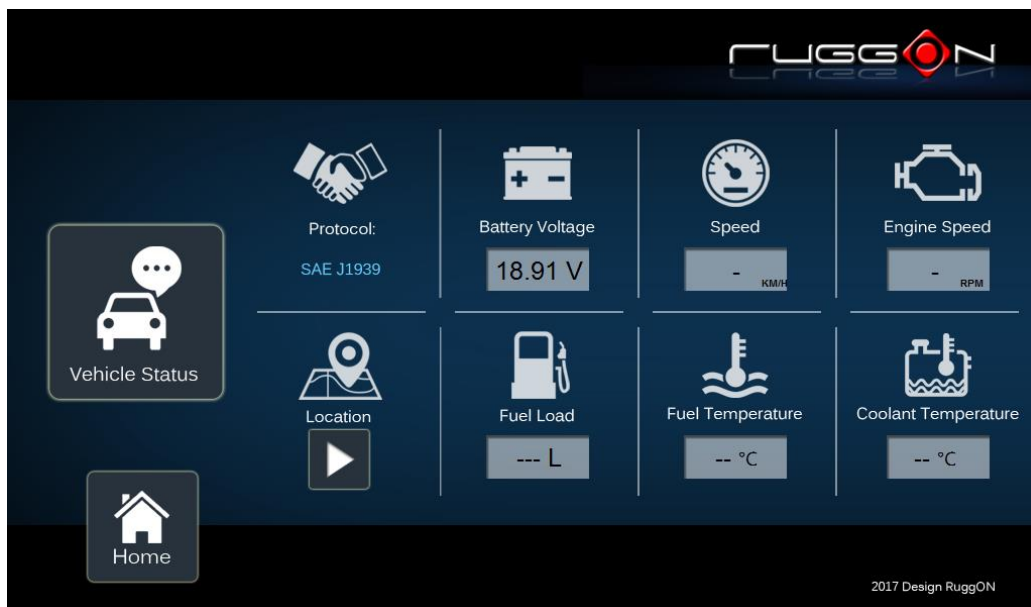 ruggon
Protocol:
SAE J1939
Battery Voltage
18.91 V
Speed
- KM/H
Engine Speed
- RPM
Vehicle Status
Location
Fuel Load
--- L
Fuel Temperature
-- °C
Coolant Temperature
-- °C
Home
2017 Design RuggON